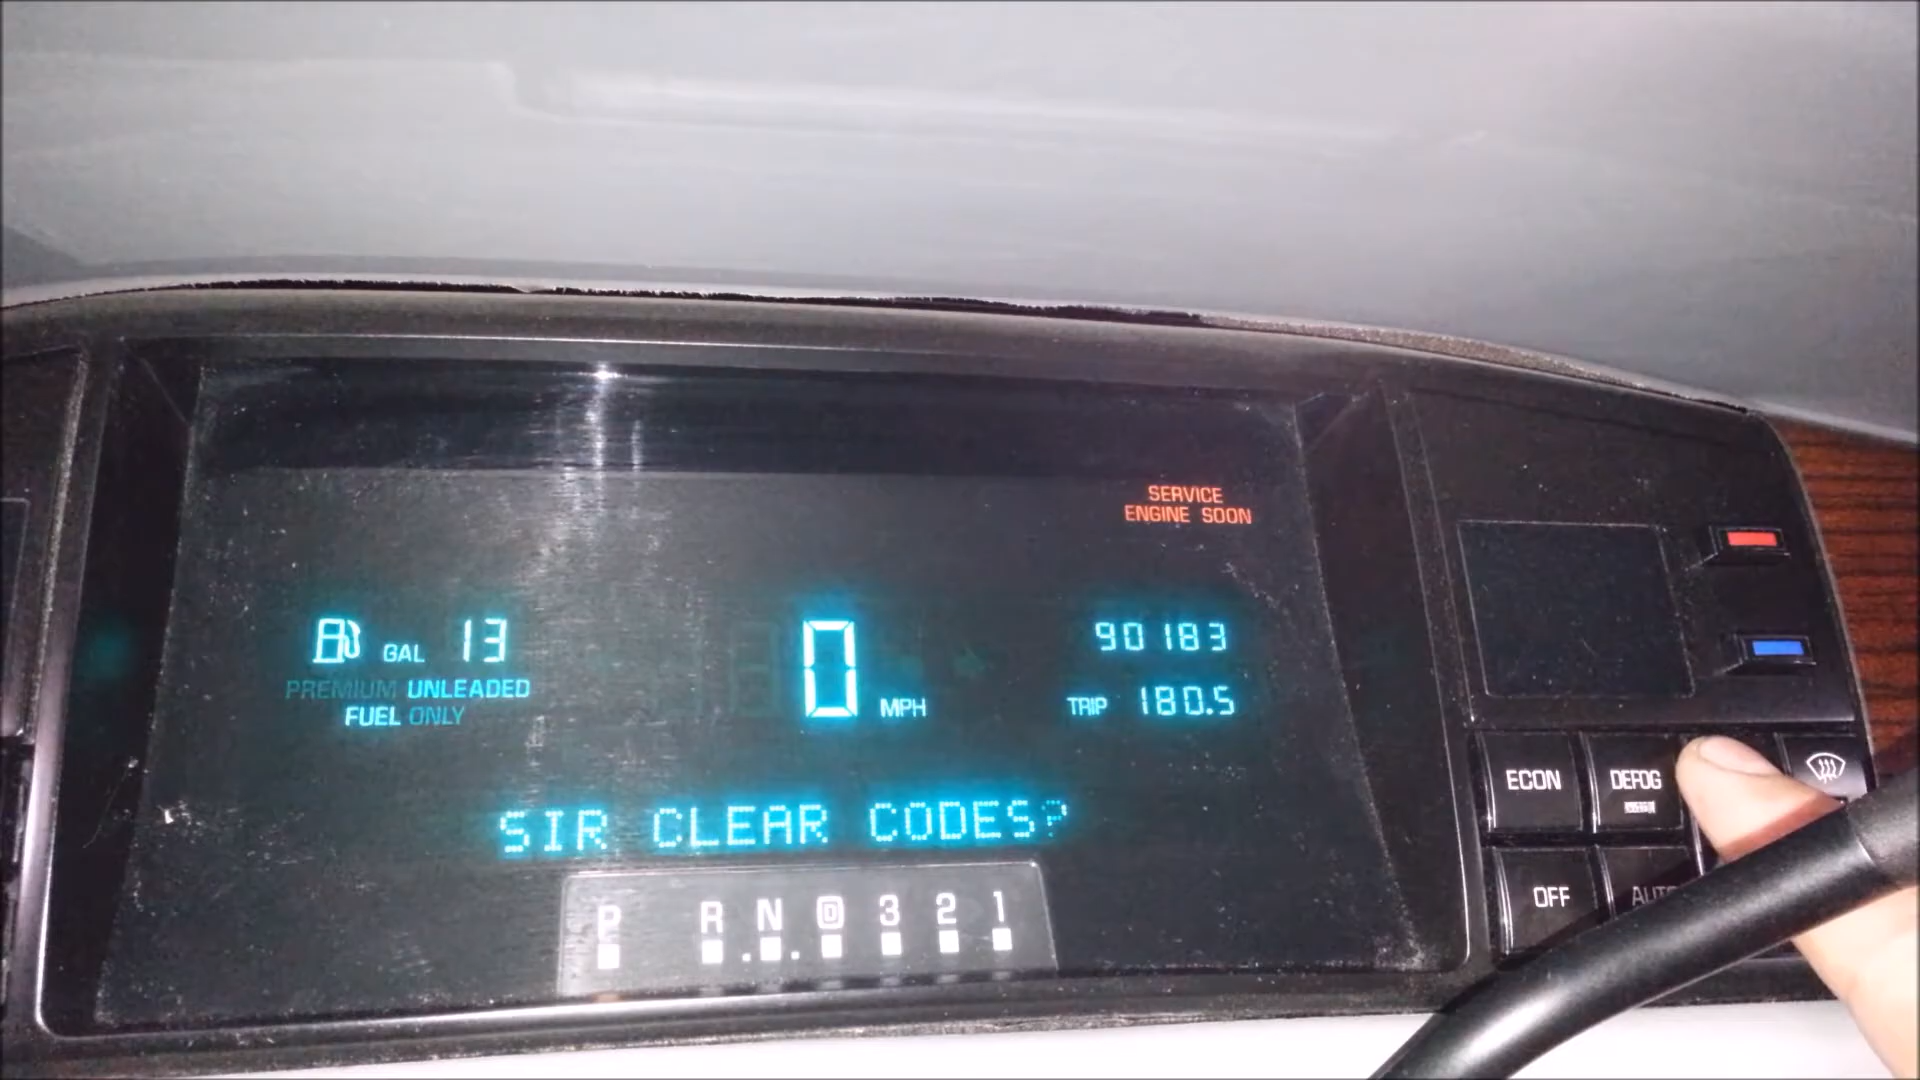 SERVICE
ENGINE SOON
GAL 13
PREMIUM UNLEADED
FUEL ONLY
0 MPH
90183
TRIP 180.5
SIR CLEAR CODES?
P R N D 3 2 1
ECON
DEFOG
OFF
AUTO